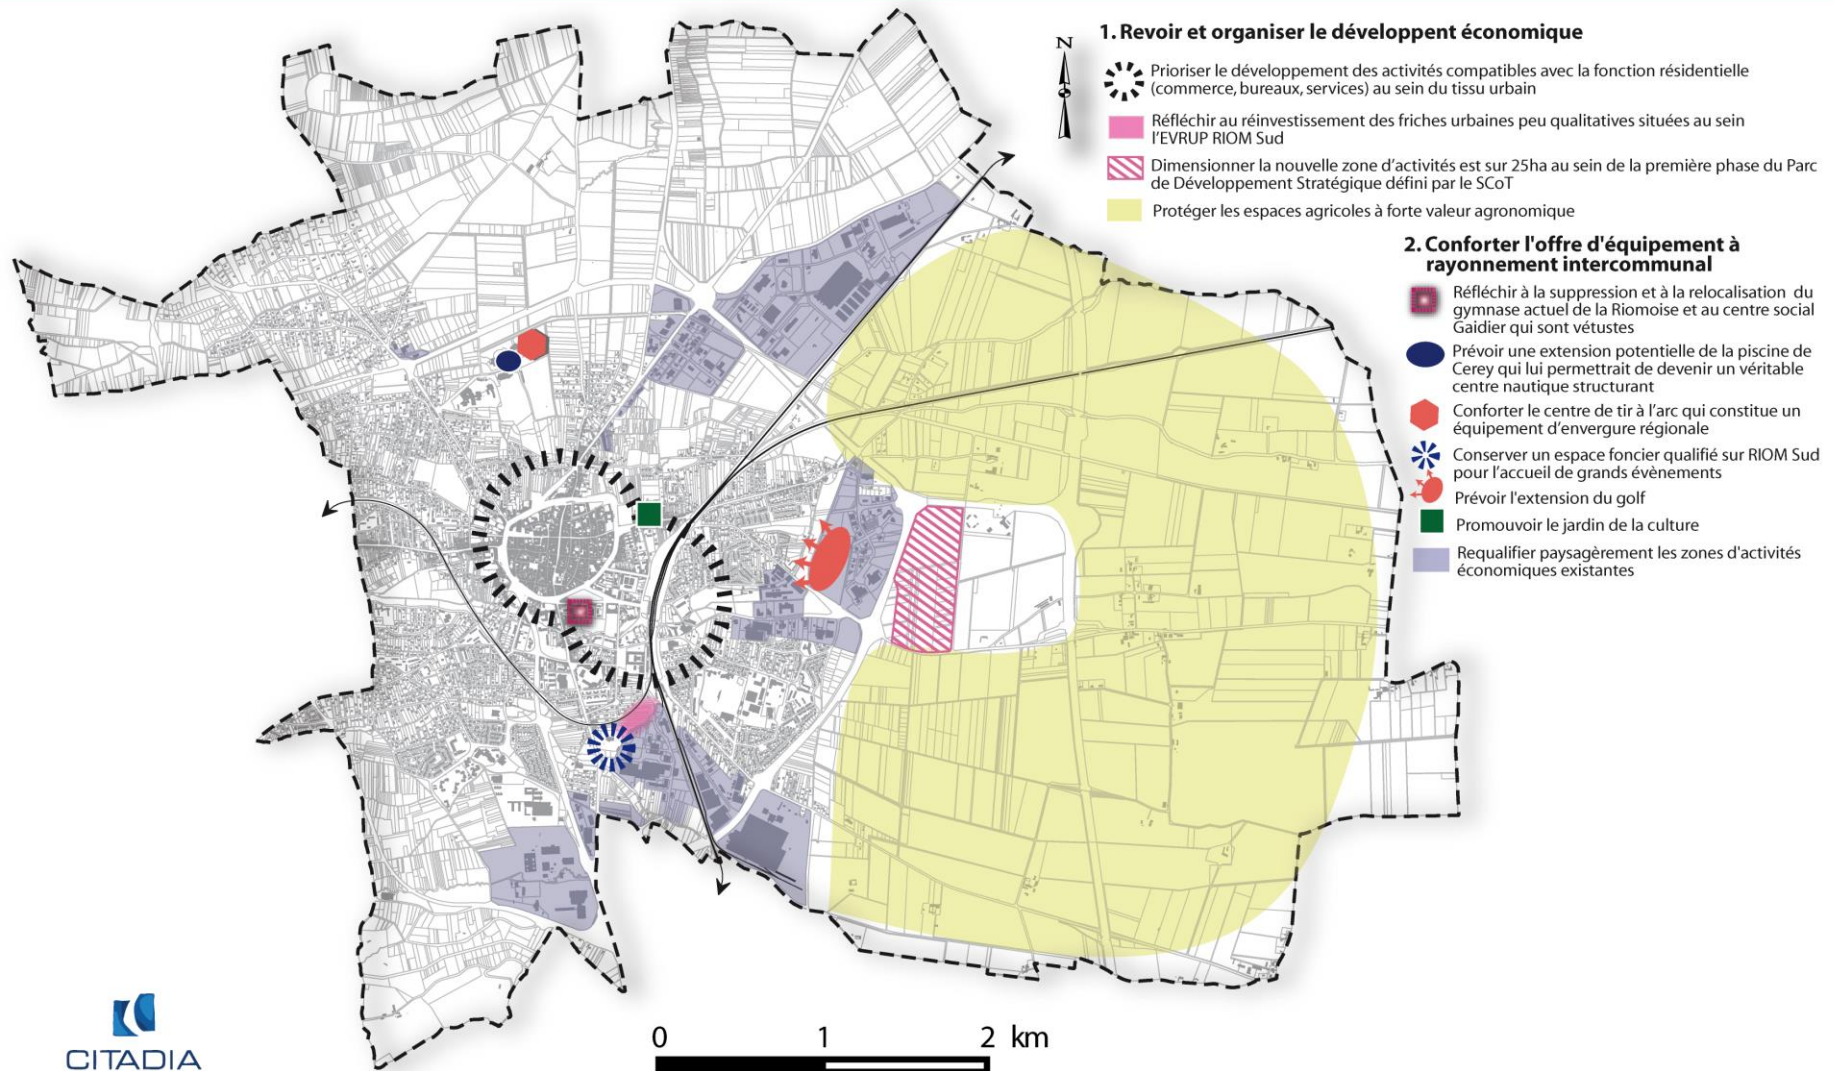 1. Revoir et organiser le développent économique
Prioriser le développement des activités compatibles avec la fonction résidentielle
(commerce, bureaux, services) au sein du tissu urbain
Réfléchir au réinvestissement des friches urbaines peu qualitatives situées au sein
l'EVRUP RIOM Sud
Dimensionner la nouvelle zone d'activités est sur 25ha au sein de la première phase du Parc
de Développement Stratégique défini par le SCoT
Protéger les espaces agricoles à forte valeur agronomique
2. Conforter l'offre d'équipement à
rayonnement intercommunal
Réfléchir à la suppression et à la relocalisation du
gymnase actuel de la Riomoise et au centre social
Gaidier qui sont vétustes
Prévoir une extension potentielle de la piscine de
Cerey qui lui permettrait de devenir un véritable
centre nautique structurant
Conforter le centre de tir à l'arc qui constitue un
équipement d'envergure régionale
Conserver un espace foncier qualifié sur RIOM Sud
pour l'accueil de grands évènements
Prévoir l'extension du golf
Promouvoir le jardin de la culture
Requalifier paysagèrement les zones d'activités
économiques existantes
N
0 1 2 km
CITADIA